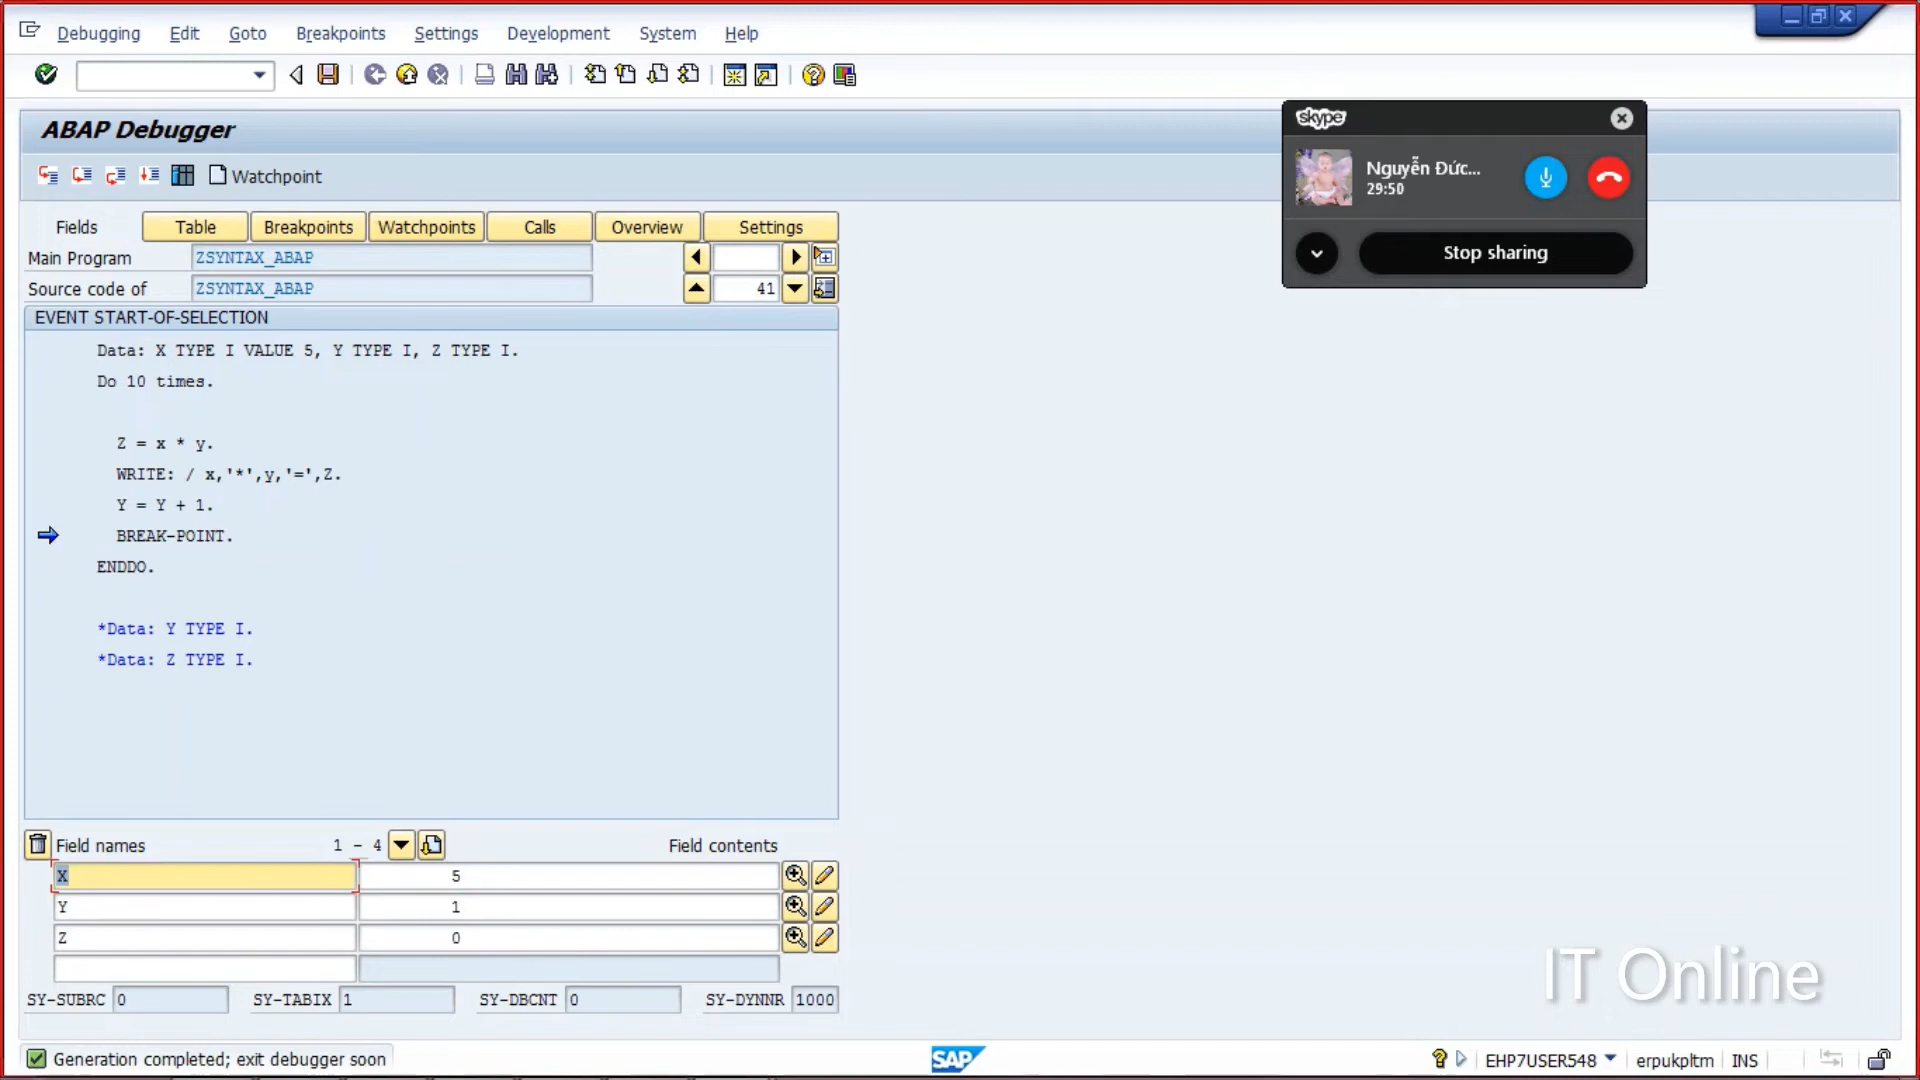 Debugging Edit Goto Breakpoints Settings Development System Help
ABAP Debugger
Watchpoint
Fields Table Breakpoints Watchpoints Calls Overview Settings
Main Program ZSYNTAX_ABAP
Source code of ZSYNTAX_ABAP 41
EVENT START-OF-SELECTION
Data: X TYPE I VALUE 5, Y TYPE I, Z TYPE I.
Do 10 times.
Z = x * y.
WRITE: / x,'*',y,'=',Z.
Y = Y + 1.
BREAK-POINT.
ENDDO.
*Data: Y TYPE I.
*Data: Z TYPE I.
Field names 1 - 4 Field contents
X 5
Y 1
Z 0
SY-SUBRC 0 SY-TABIX 1 SY-DBCNT 0 SY-DYNNR 1000
Generation completed; exit debugger soon
SAP
EHP7USER548 erpukpltm INS
skype
Nguyễn Đức...
29:50
Stop sharing
IT Online